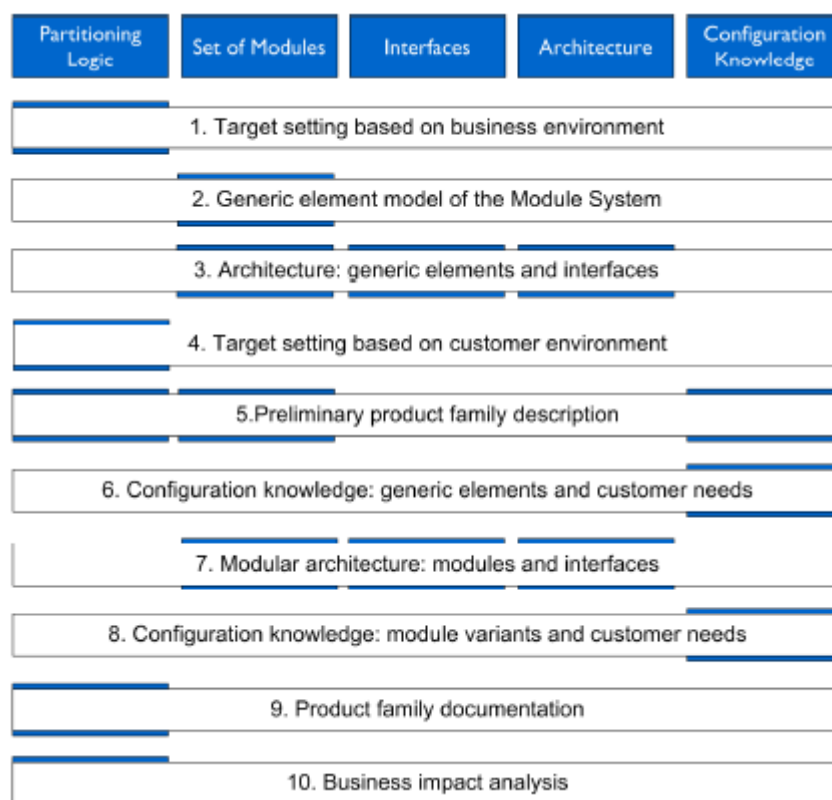 Partitioning
Logic
Set of Modules
Interfaces
Architecture
Configuration
Knowledge
1. Target setting based on business environment
2. Generic element model of the Module System
3. Architecture: generic elements and interfaces
4. Target setting based on customer environment
5.Preliminary product family description
6. Configuration knowledge: generic elements and customer needs
7. Modular architecture: modules and interfaces
8. Configuration knowledge: module variants and customer needs
9. Product family documentation
10. Business impact analysis